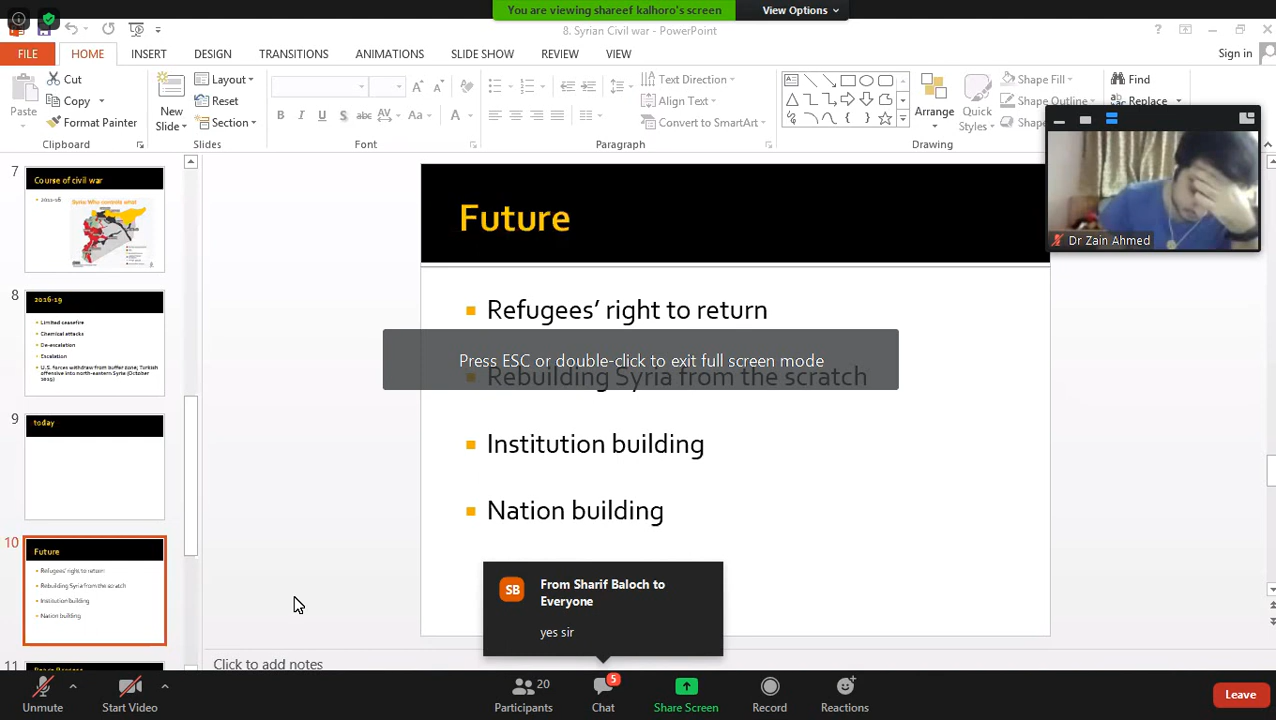 You are viewing shareef kalhoro's screen
View Options
8. Syrian Civil war - PowerPoint
?
FILE
HOME
INSERT
DESIGN
TRANSITIONS
ANIMATIONS
SLIDE SHOW
REVIEW
VIEW
Sign in
Paste
Cut
Copy
Format Painter
Clipboard
New
Slide
Layout
Reset
Section
Slides
B I U S abc AV Aa A
Font
Text Direction
Align Text
Convert to SmartArt
Paragraph
Arrange
Quick
Styles
Shape Fill
Shape Outline
Shape
Drawing
Find
Replace
Dr Zain Ahmed
7
Course of civil war
2011-16
Syria: Who controls what
8
2016-19
Limited ceasefire
Chemical attacks
De-escalation
Escalation
U.S. forces withdraw from buffer zone; Turkish
offensive into north-eastern Syria (October
2019)
9
today
10
Future
Refugees' right to return
Rebuilding Syria from the scratch
Institution building
Nation building
11
Peace Process
Future
Refugees' right to return
Press ESC or double-click to exit full screen mode
Rebuilding Syria from the scratch
Institution building
Nation building
SB
From Sharif Baloch to
Everyone
yes sir
Click to add notes
Unmute
Start Video
20
Participants
5
Chat
Share Screen
Record
Reactions
Leave